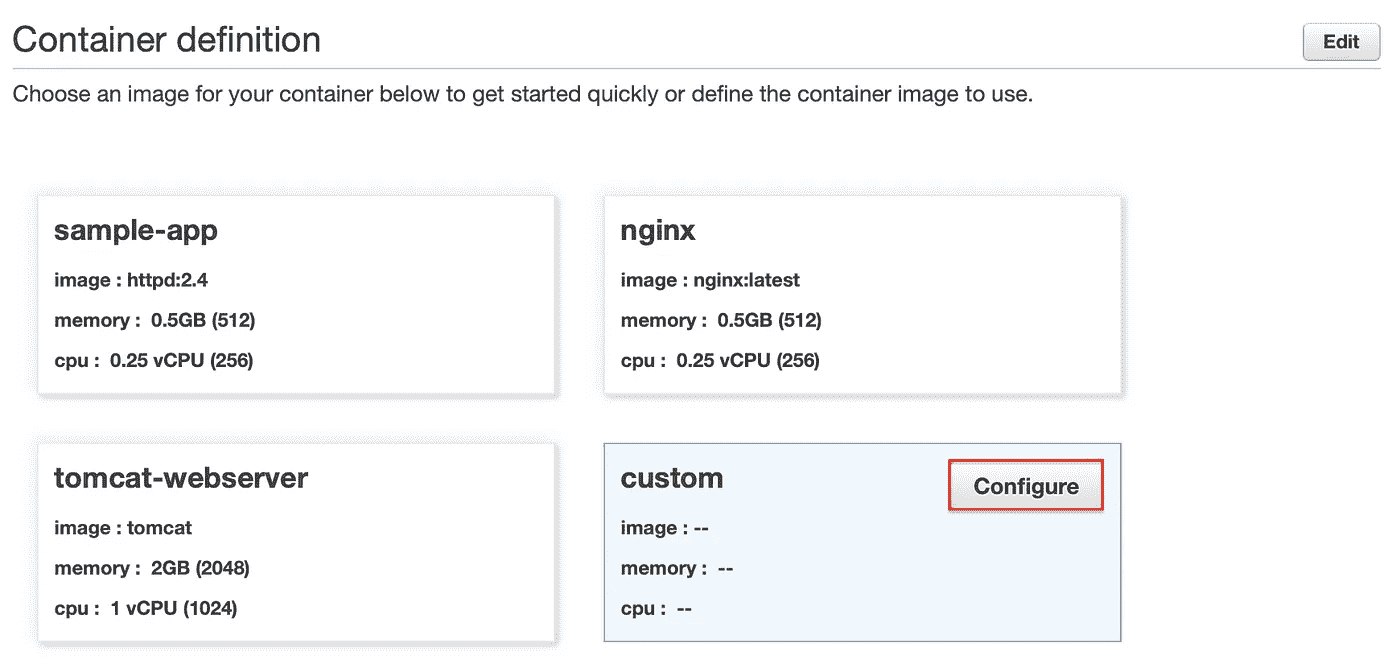 Container definition
Edit
Choose an image for your container below to get started quickly or define the container image to use.
sample-app
image : httpd:2.4
memory : 0.5GB (512)
cpu : 0.25 vCPU (256)
nginx
image : nginx:latest
memory : 0.5GB (512)
cpu : 0.25 vCPU (256)
tomcat-webserver
image : tomcat
memory : 2GB (2048)
cpu : 1 vCPU (1024)
custom
Configure
image : --
memory : --
cpu : --